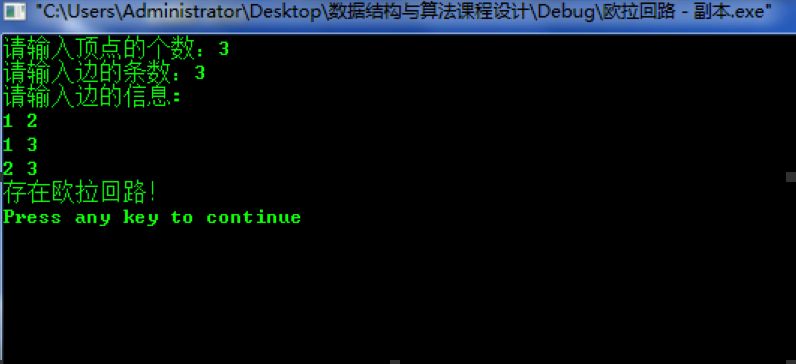 "C:\Users\Administrator\Desktop\数据结构与算法课程设计\Debug\欧拉回路 - 副本.exe"
请输入顶点的个数：3
请输入边的条数：3
请输入边的信息：
1 2
1 3
2 3
存在欧拉回路！
Press any key to continue